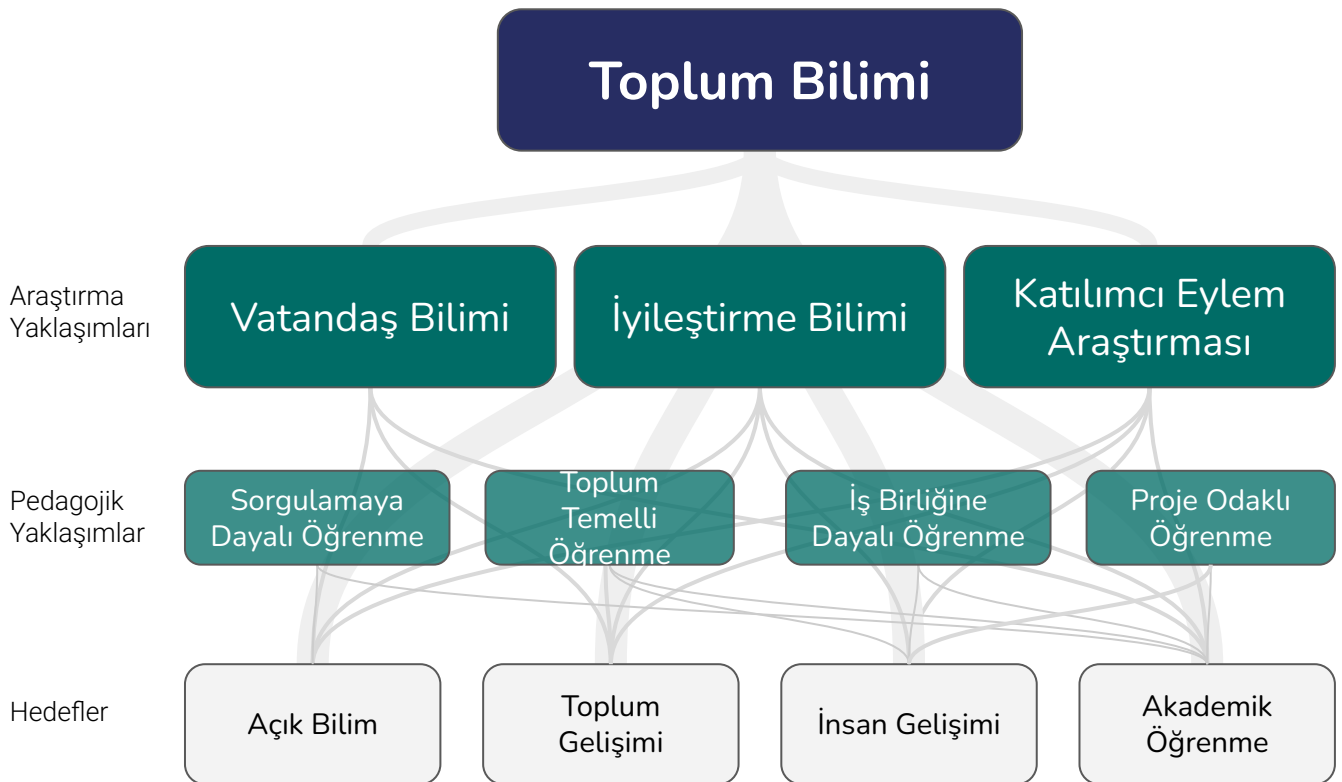 Toplum Bilimi
Araştırma
Yaklaşımları
Vatandaş Bilimi
İyileştirme Bilimi
Katılımcı Eylem
Araştırması
Pedagojik
Yaklaşımlar
Sorgulamaya
Dayalı Öğrenme
Toplum
Temelli
Öğrenme
İş Birliğine
Dayalı Öğrenme
Proje Odaklı
Öğrenme
Hedefler
Açık Bilim
Toplum
Gelişimi
İnsan Gelişimi
Akademik
Öğrenme